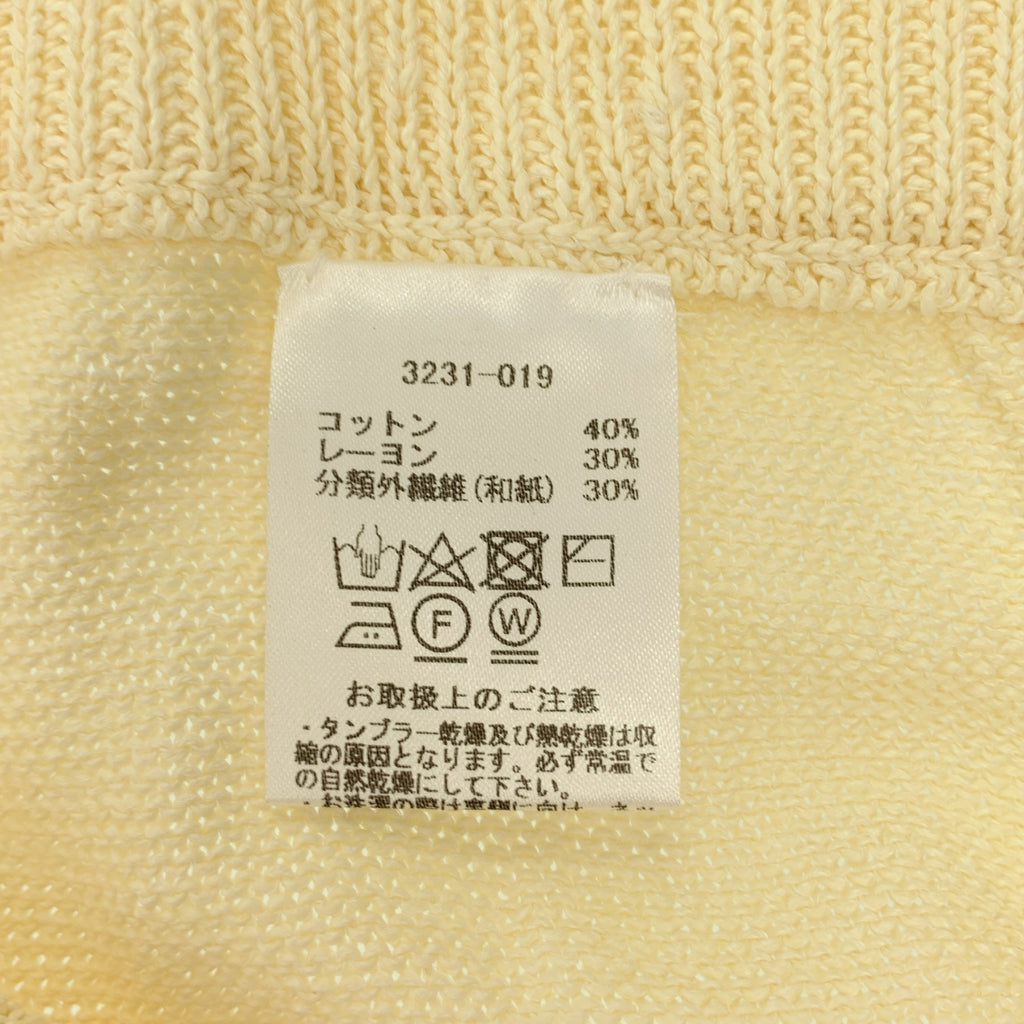 3231-019
コットン 40%
レーヨン 30%
分類外繊維(和紙) 30%
F W
お取扱上のご注意
・タンブラー乾燥及び熱乾燥は収
縮の原因となります。必ず常温で
の自然乾燥にして下さい。